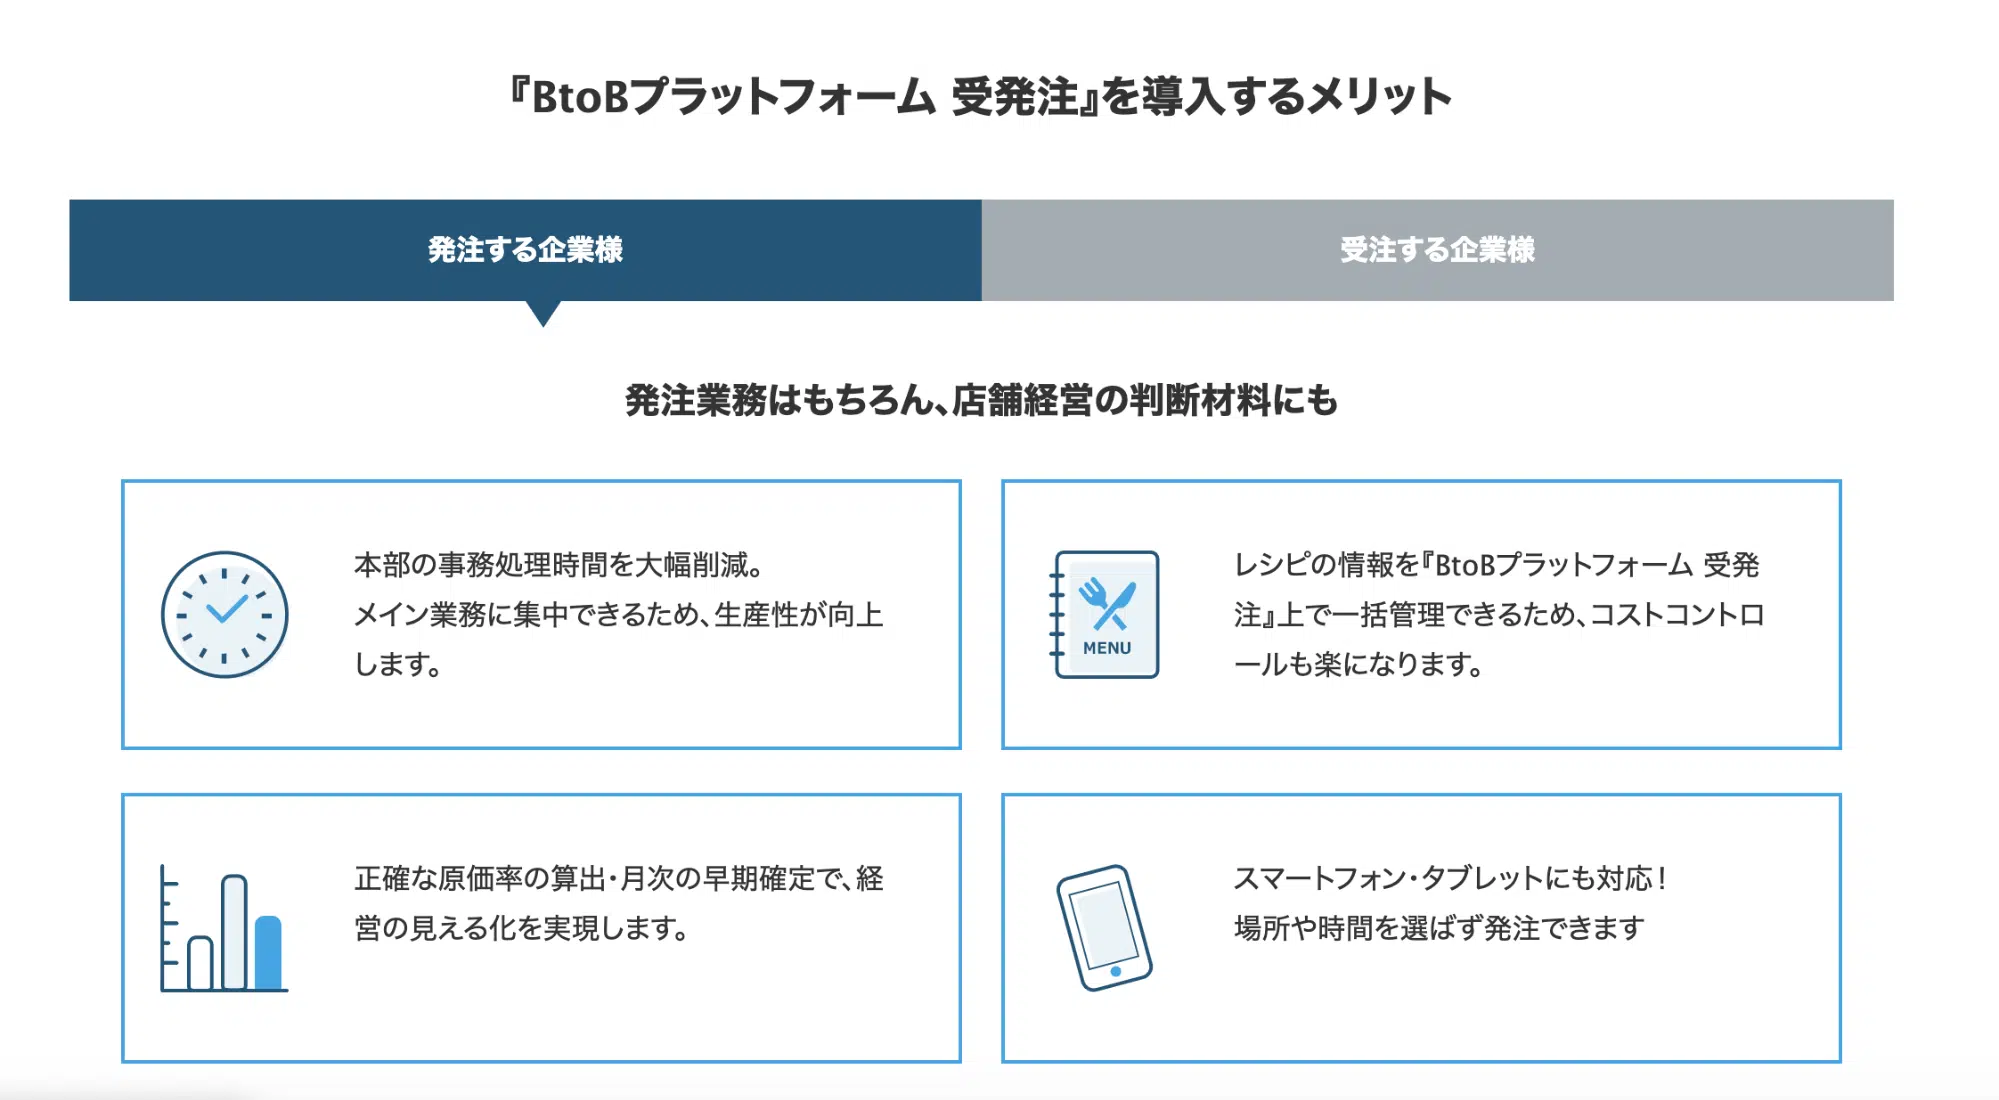 『BtoBプラットフォーム 受発注』を導入するメリット
発注する企業様
受注する企業様
発注業務はもちろん、店舗経営の判断材料にも
本部の事務処理時間を大幅削減。
メイン業務に集中できるため、生産性が向上
します。
MENU
レシピの情報を『BtoBプラットフォーム 受発
注』上で一括管理できるため、コストコントロ
ールも楽になります。
正確な原価率の算出・月次の早期確定で、経
営の見える化を実現します。
スマートフォン・タブレットにも対応！
場所や時間を選ばず発注できます